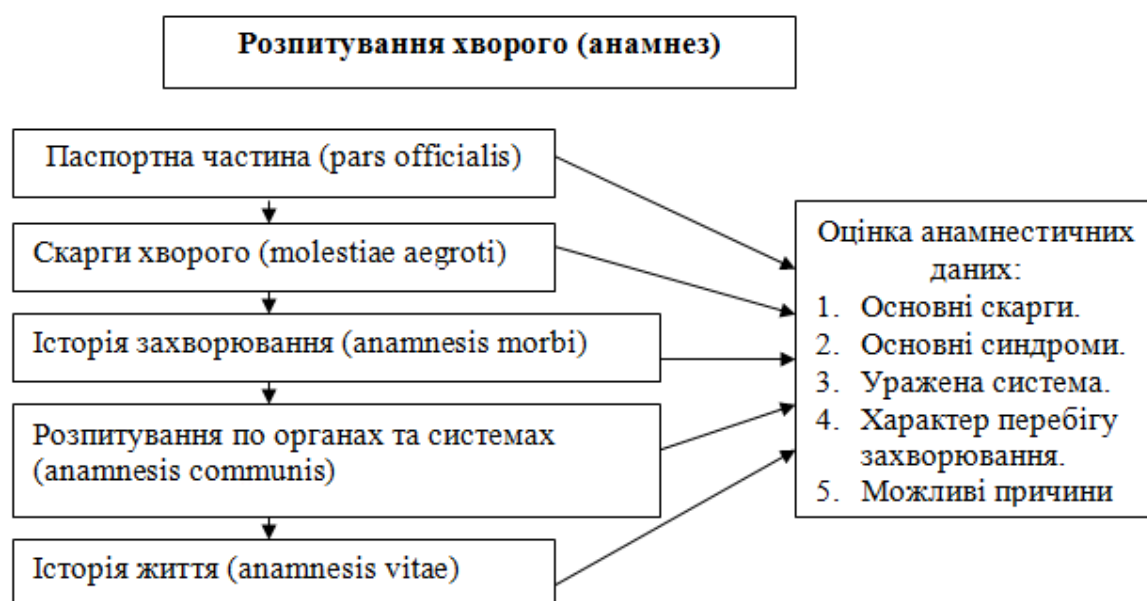 Розпитування хворого (анамнез)
Паспортна частина (pars officialis)
Скарги хворого (molestiae aegroti)
Історія захворювання (anamnesis morbi)
Розпитування по органах та системах
(anamnesis communis)
Історія життя (anamnesis vitae)
Оцінка анамнестичних
даних:
1. Основні скарги.
2. Основні синдроми.
3. Уражена система.
4. Характер перебігу
захворювання.
5. Можливі причини